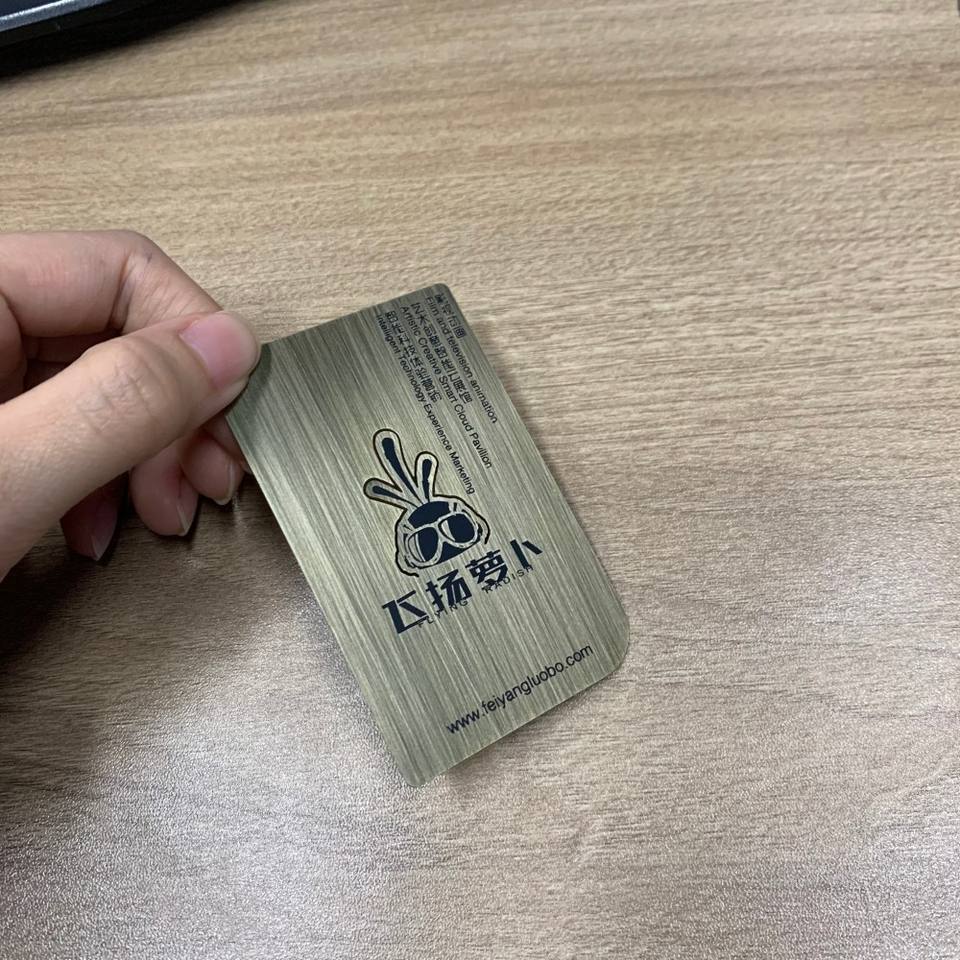 Film and television animation
Artistic Creative Smart Cloud Pavilion
Intelligent Technology Experience Marketing
飞扬萝卜
FLYING RADISH
www.feiyangluobo.com